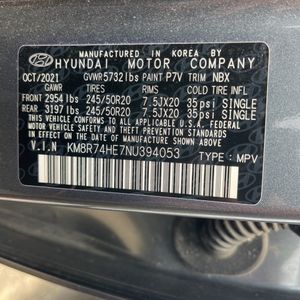 MANUFACTURED IN KOREA BY
HYUNDAI MOTOR COMPANY
OCT/2021 GVWR 5732 lbs PAINT P7V TRIM NBX
GAWR TIRES RIMS COLD TIRE INFL
FRONT 2954 lbs 245/50R20 7.5JX20 35psi SINGLE
REAR 3197 lbs 245/50R20 7.5JX20 35psi SINGLE
THIS VEHICLE CONFORMS TO ALL APPLICABLE U.S.A FEDERAL
MOTOR VEHICLE SAFETY AND THEFT PREVENTION STANDARDS
IN EFFECT ON THE DATE OF MANUFACTURE SHOWN ABOVE
V.I.N KM8R74HE7NU394053 TYPE : MPV